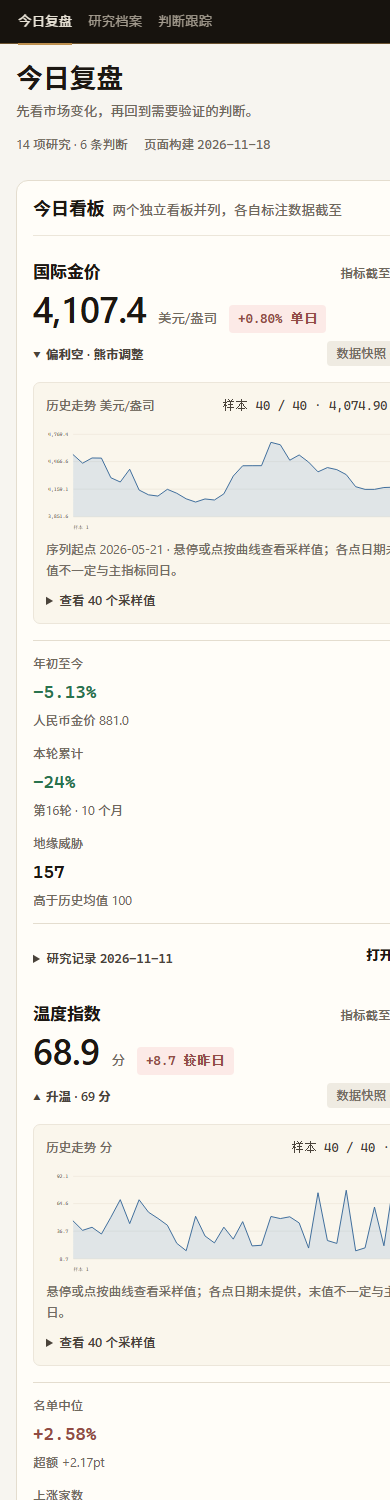 今日复盘 研究档案 判断跟踪
今日复盘
先看市场变化，再回到需要验证的判断。
14 项研究 · 6 条判断 页面构建 2026-11-18
今日看板 两个独立看板并列，各自标注数据截至
国际金价 指标截至
4,107.4 美元/盎司 +0.80% 单日
▼ 偏利空 · 熊市调整 数据快照
历史走势 美元/盎司 样本 40 / 40 · 4,074.90
4,466.6
样本 1
序列起点 2026-05-21 · 悬停或点按曲线查看采样值；各点日期
值不一定与主指标同日。
▶ 查看 40 个采样值
年初至今
−5.13%
人民币金价 881.0
本轮累计
−24%
第16轮 · 10 个月
地缘威胁
157
高于历史均值 100
▶ 研究记录 2026-11-11 打开
温度指数 指标截至
68.9 分 +8.7 较昨日
▲ 升温 · 69 分 数据快照
历史走势 分 样本 40 / 40 ·
样本 1
悬停或点按曲线查看采样值；各点日期未提供，末值不一定与主
日。
▶ 查看 40 个采样值
名单中位
+2.58%
超额 +2.17pt
上涨家数